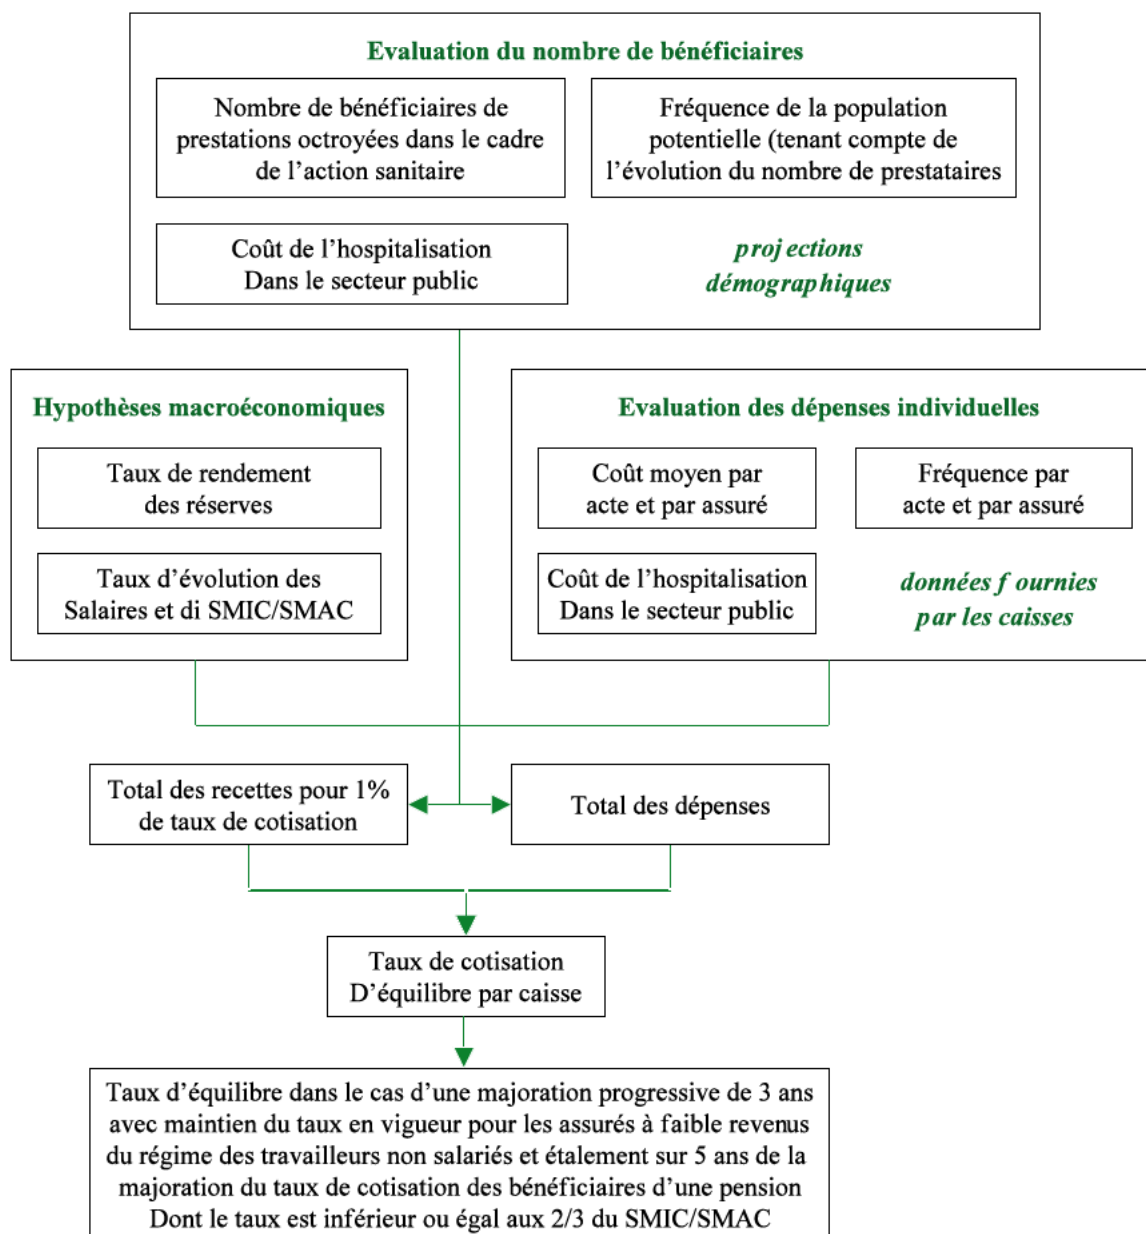 Evaluation du nombre de bénéficiaires
Nombre de bénéficiaires de
prestations octroyées dans le cadre
de l’action sanitaire
Fréquence de la population
potentielle (tenant compte de
l’évolution du nombre de prestataires
Coût de l’hospitalisation
Dans le secteur public
projections
démographiques
Hypothèses macroéconomiques
Taux de rendement
des réserves
Taux d’évolution des
Salaires et di SMIC/SMAC
Evaluation des dépenses individuelles
Coût moyen par
acte et par assuré
Fréquence par
acte et par assuré
Coût de l’hospitalisation
Dans le secteur public
données f ournies
par les caisses
Total des recettes pour 1%
de taux de cotisation
Total des dépenses
Taux de cotisation
D’équilibre par caisse
Taux d’équilibre dans le cas d’une majoration progressive de 3 ans
avec maintien du taux en vigueur pour les assurés à faible revenus
du régime des travailleurs non salariés et étalement sur 5 ans de la
majoration du taux de cotisation des bénéficiaires d’une pension
Dont le taux est inférieur ou égal aux 2/3 du SMIC/SMAC